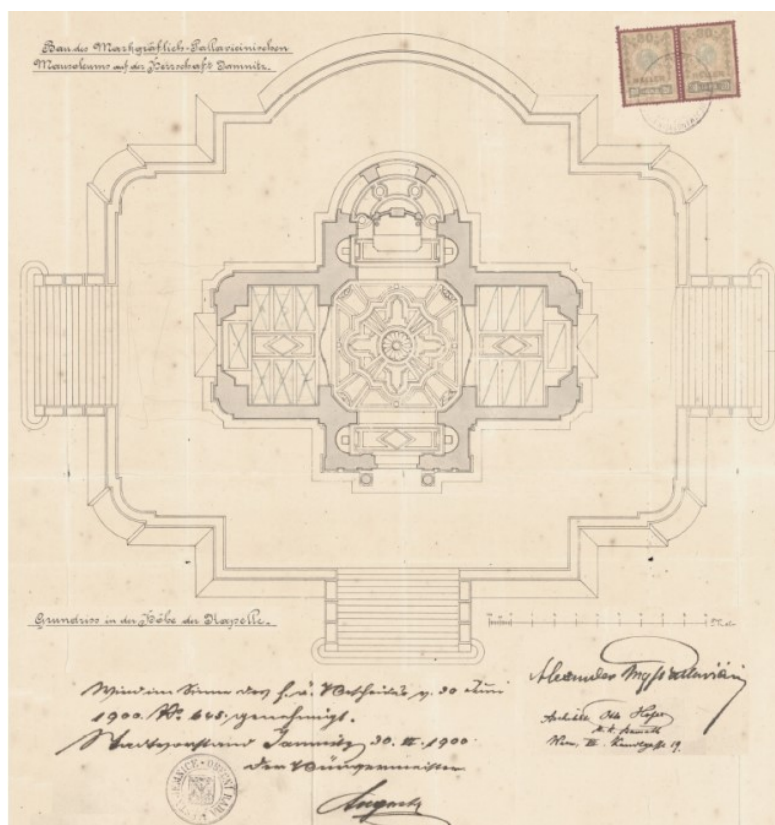 Bau des Markgräflich-Pallavicinischen
Mausoleums auf der Herrschaft Jamnitz.
Grundriss in der Höhe der Kapelle.
Wird im Sinne des h. ä. Bescheides v. 30 Juni
1900. No 645. genehmigt.
Stadtvorstand Jamnitz 30. VI. 1900
Der Bürgermeister
Alexander Mgf Pallavicini
Architekt Otto Hofer
Wien, III.
19.